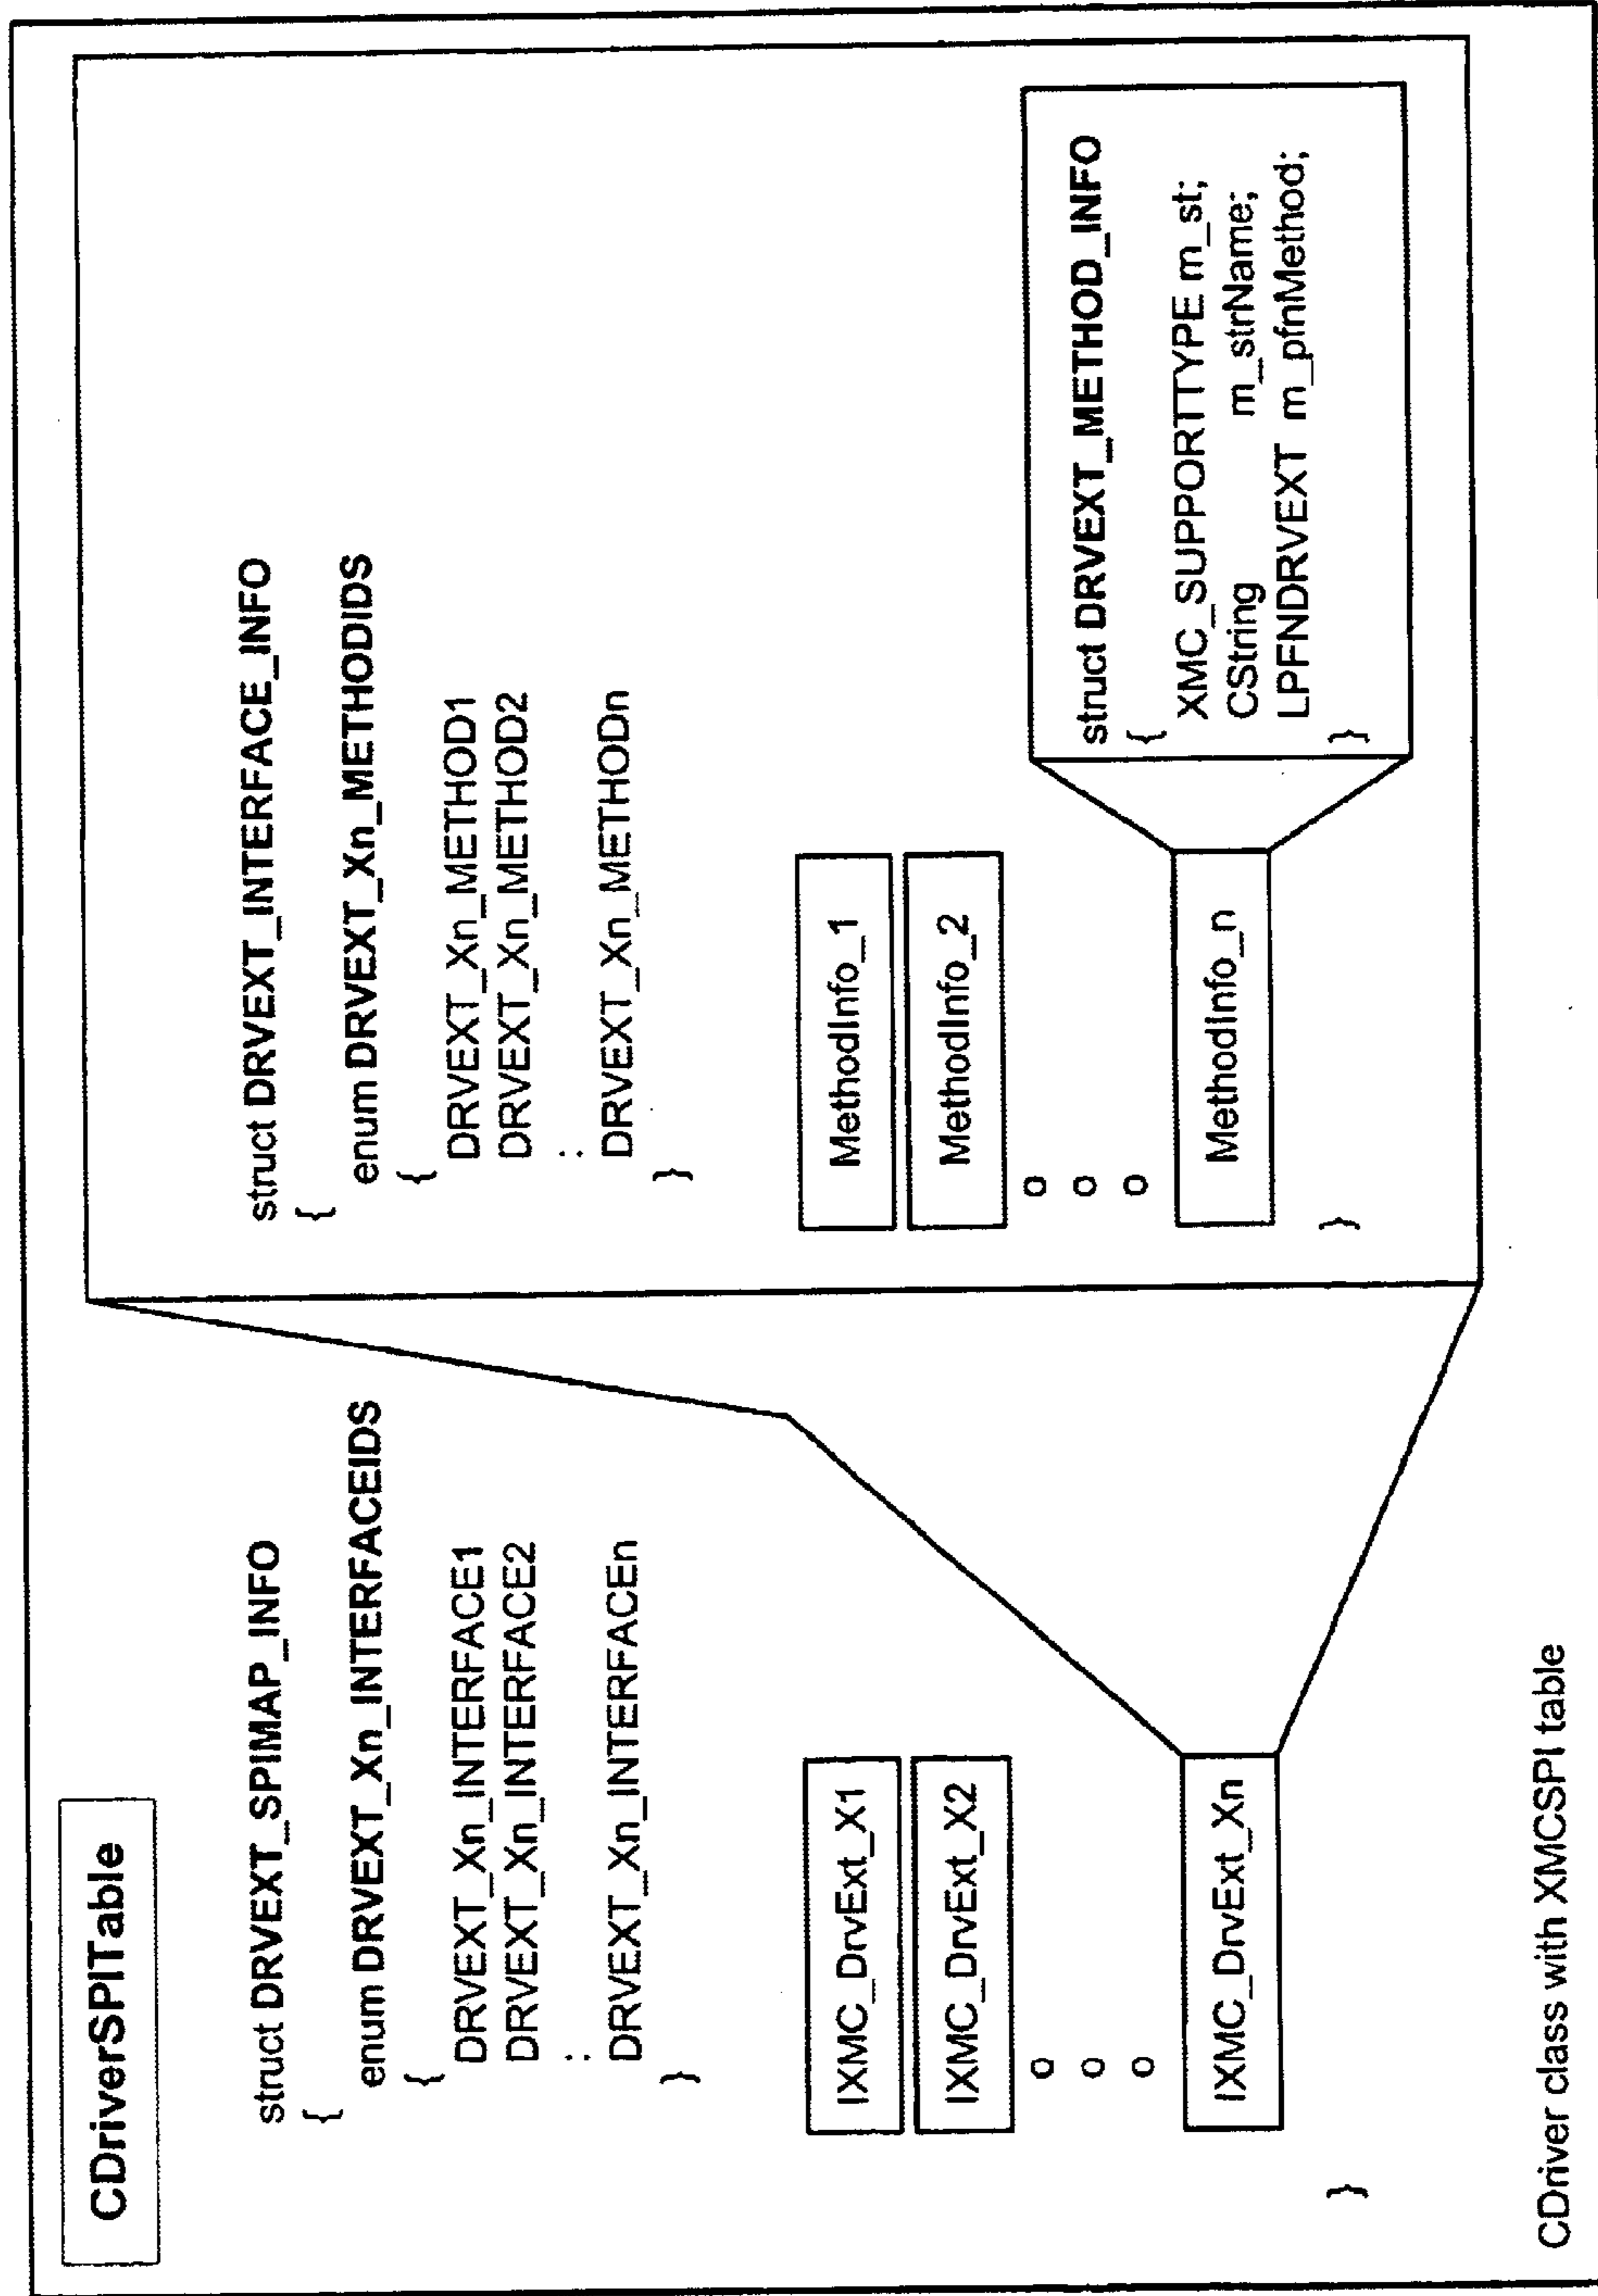 CDriverSPITable
struct DRVEXT_SPIMAP_INFO
{
enum DRVEXT_Xn_INTERFACEIDS
{
DRVEXT_Xn_INTERFACE1
DRVEXT_Xn_INTERFACE2
:
DRVEXT_Xn_INTERFACEn
}
IXMC_DrvExt_X1
IXMC_DrvExt_X2
o
o
o
IXMC_DrvExt_Xn
}
struct DRVEXT_INTERFACE_INFO
{
enum DRVEXT_Xn_METHODIDS
{
DRVEXT_Xn_METHOD1
DRVEXT_Xn_METHOD2
:
DRVEXT_Xn_METHODn
}
MethodInfo_1
MethodInfo_2
o
o
o
MethodInfo_n
}
struct DRVEXT_METHOD_INFO
{
XMC_SUPPORTTYPE m_st;
CString m_strName;
LPFNDRVEXT m_pfnMethod;
}
CDriver class with XMCSPI table